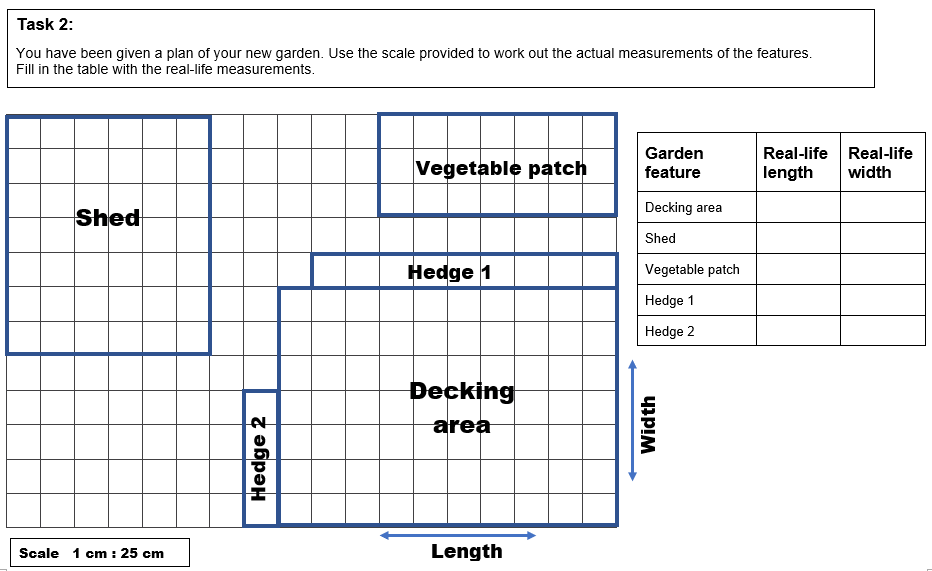 Task 2:
You have been given a plan of your new garden. Use the scale provided to work out the actual measurements of the features.
Fill in the table with the real-life measurements.
Shed
Vegetable patch
Hedge 1
Decking
area
Hedge 2
Width
Length
Scale 1 cm : 25 cm
Garden
feature
Real-life
length
Real-life
width
Decking area
Shed
Vegetable patch
Hedge 1
Hedge 2